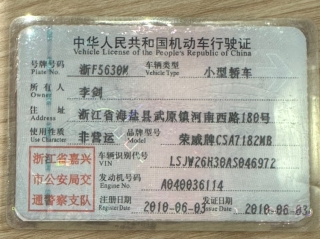 中华人民共和国机动车行驶证
Vehicle License of the People's Republic of China
号牌号码 浙F5630W 车辆类型 小型轿车
Plate No. Vehicle Type
所有人 李剑
Owner
住址 浙江省海盐县武原镇河南西路180号
Address
使用性质 非营运 品牌型号 荣威牌CSA7182MB
Use Character Model
浙江省嘉兴
市公安局交
通警察支队
车辆识别代号 LSJW26H30AS046972
VIN
发动机号码 A040036114
Engine No.
注册日期 2010-06-03 发证日期 2010-06-03
Register Date Issue Date